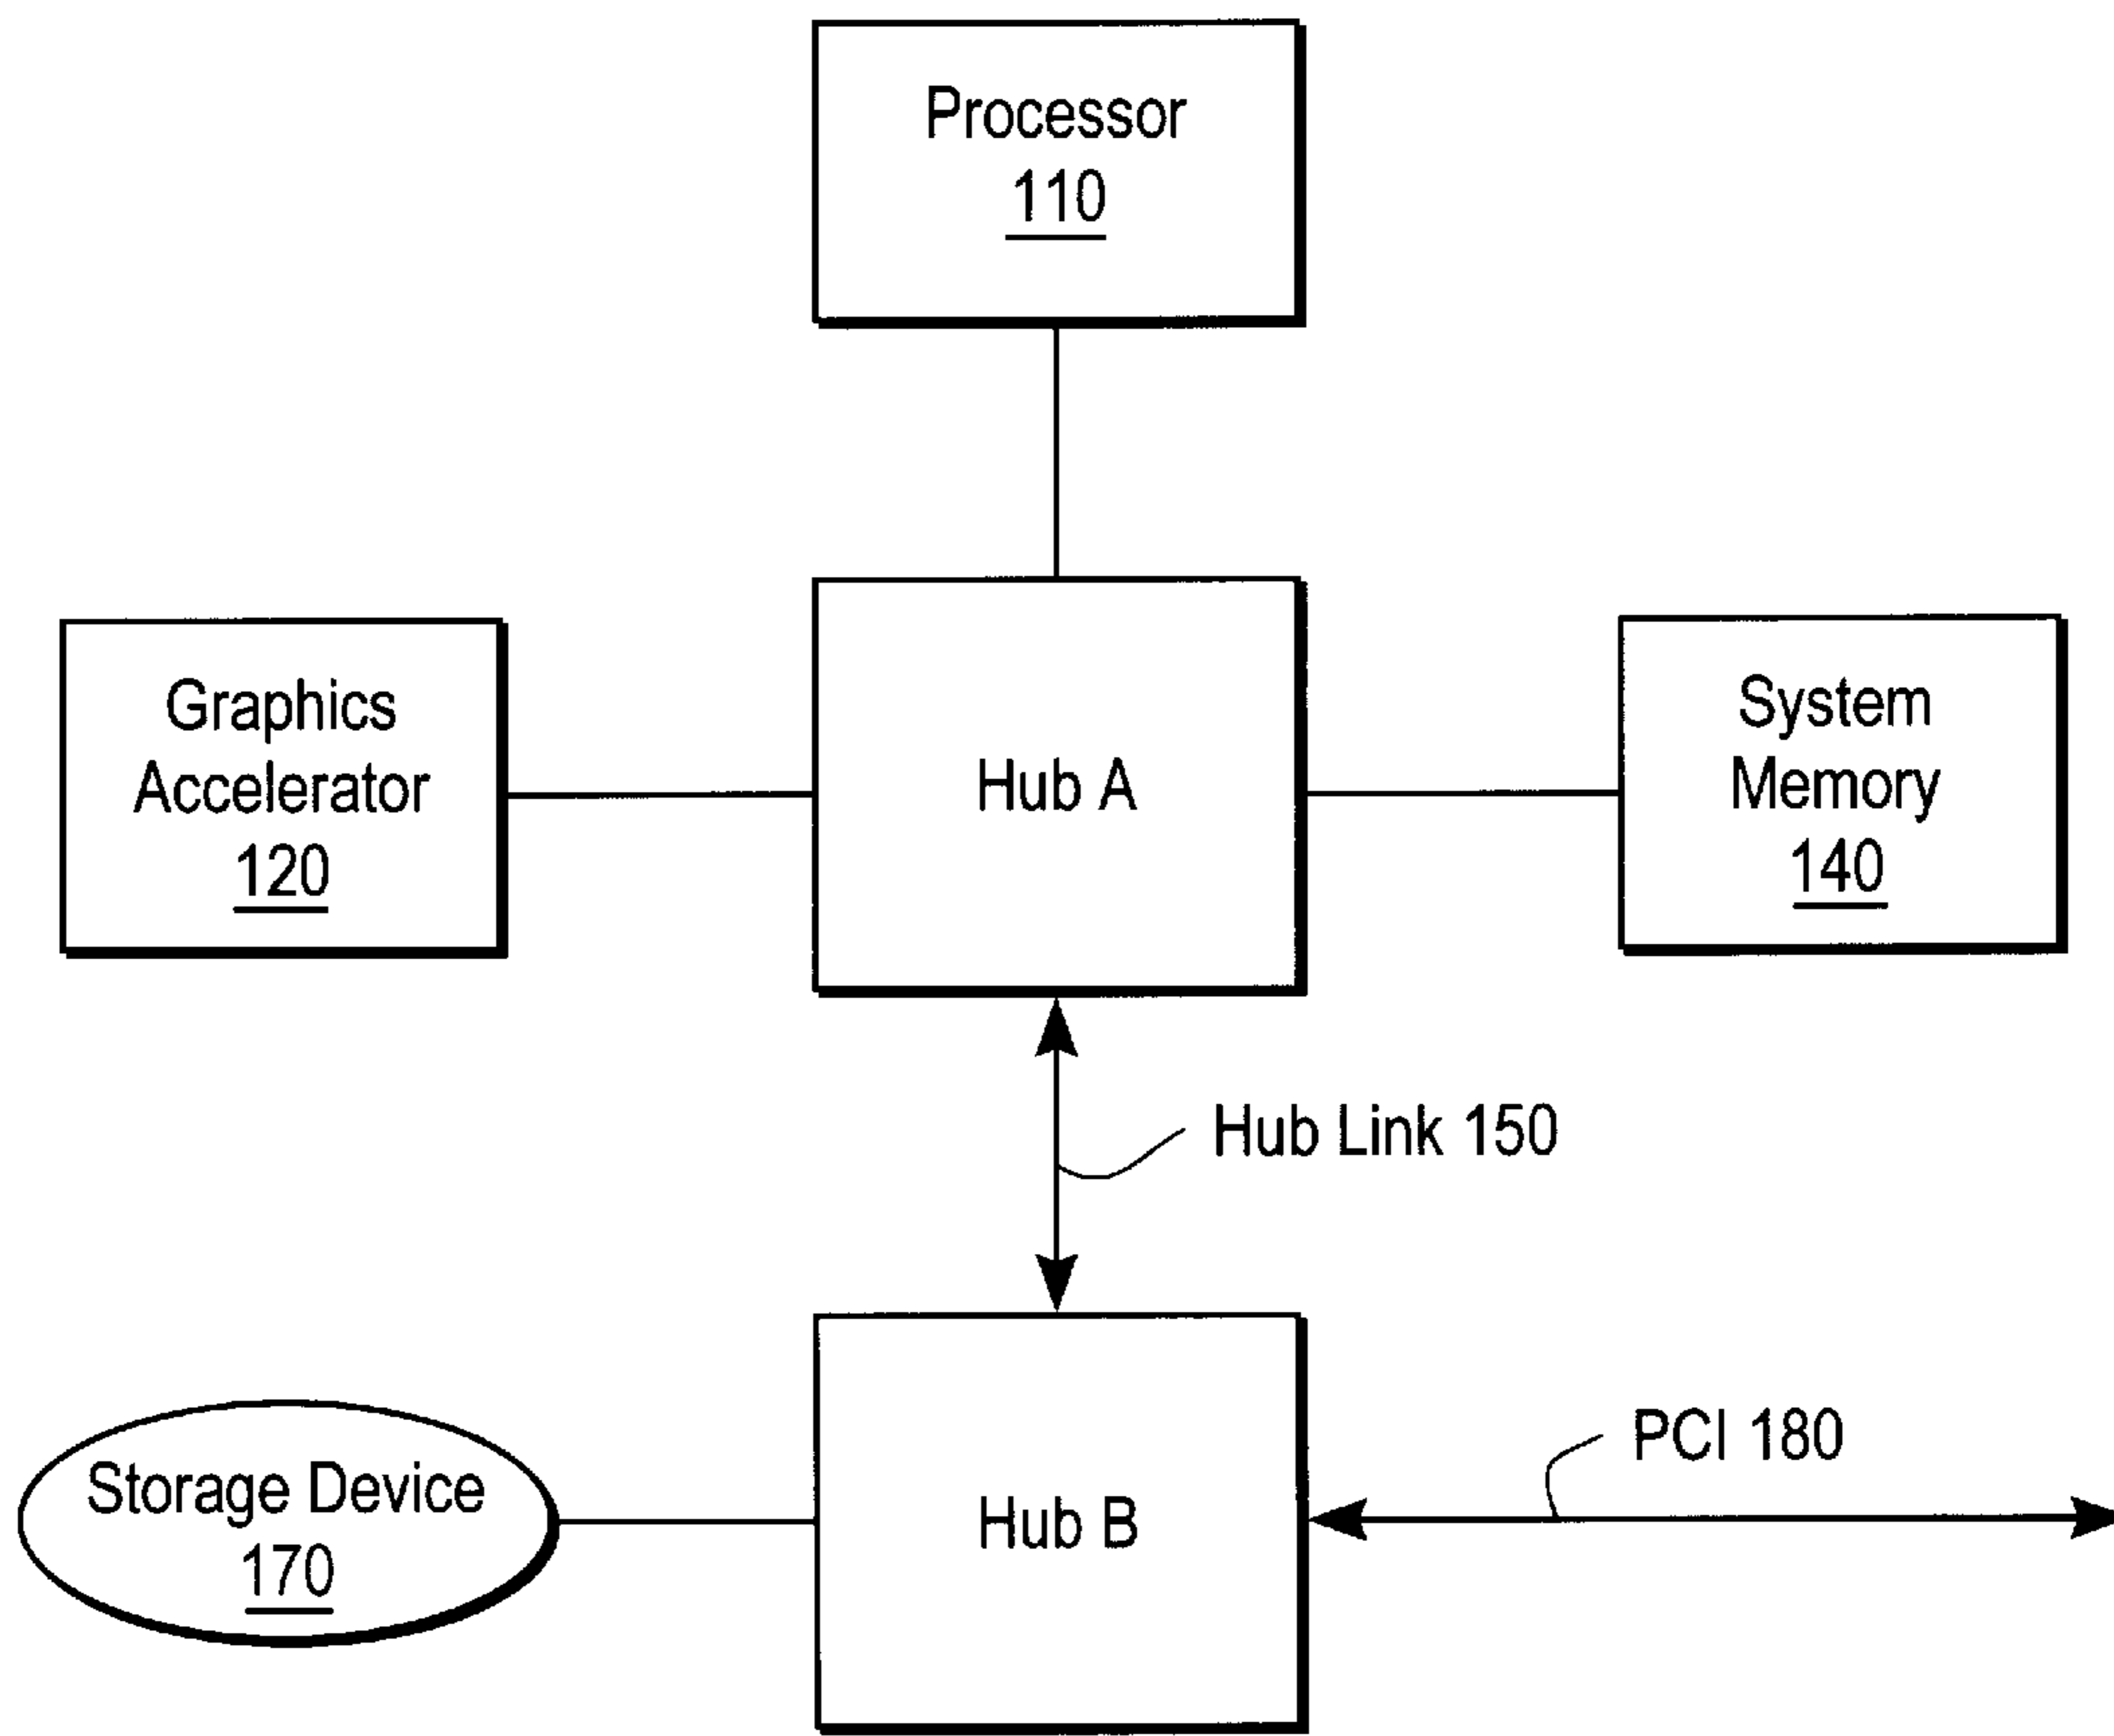 Processor
110
Graphics
Accelerator
120
Hub A
System
Memory
140
Hub Link 150
Storage Device
170
Hub B
PCI 180